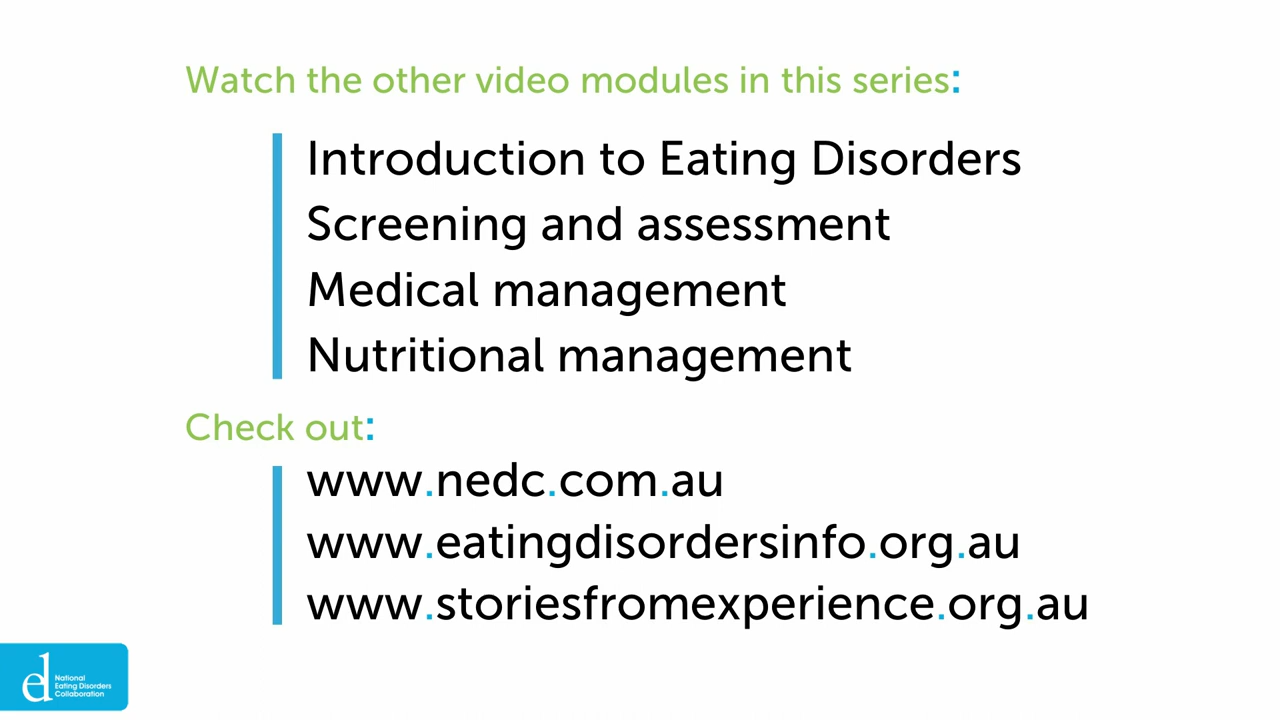 Watch the other video modules in this series:
Introduction to Eating Disorders
Screening and assessment
Medical management
Nutritional management
Check out:
www.nedc.com.au
www.eatingdisordersinfo.org.au
www.storiesfromexperience.org.au
ed
National
Eating Disorders
Collaboration